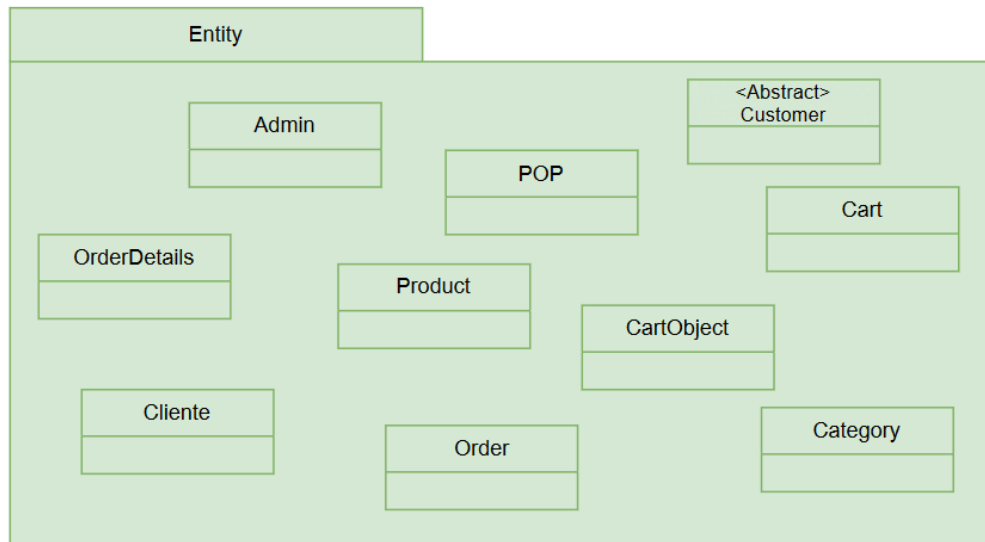 Entity
<Abstract>
Customer
Admin
POP
Cart
OrderDetails
Product
CartObject
Cliente
Order
Category